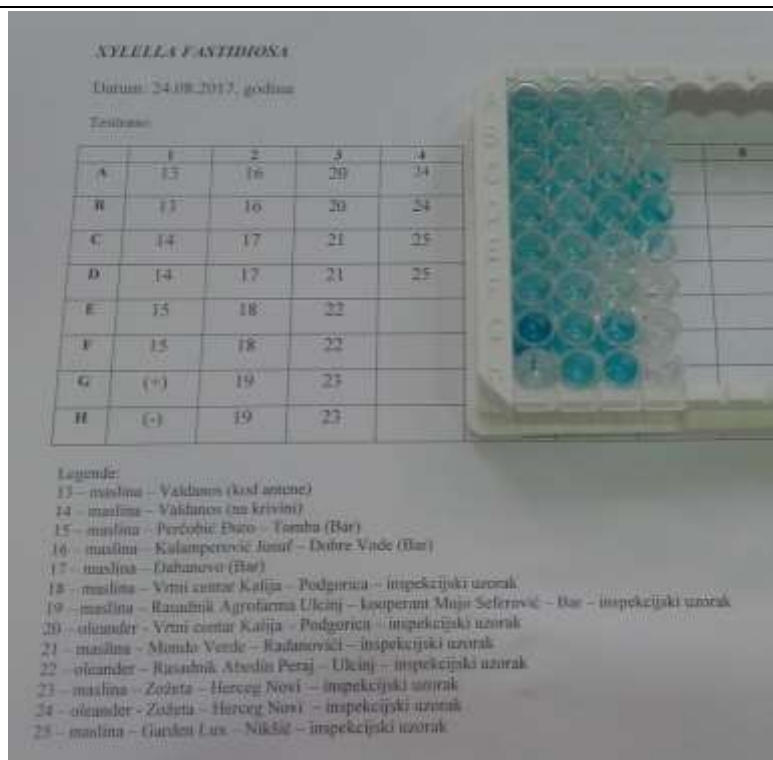 XYLELLA FASTIDIOSA
Datum: 24.08.2017. godina
1 2 3 4 8
A 13 16 20 24
B 13 16 20 24
C 14 17 21 25
D 14 17 21 25
E 15 18 22
F 15 18 22
G (+) 19 23
H (-) 19 23
Legende:
13 – maslina – Valdanos (kod antene)
14 – maslina – Valdanos (na krivini)
15 – maslina – Perčobić Đuro – Tomba (Bar)
16 – maslina – Kalamperović Jusuf – Dobre Vode (Bar)
17 – maslina – Dabanovo (Bar)
18 – maslina – Vrtni centar Kalija – Podgorica – inspekcijski uzorak
19 – maslina – Rasadnik Agrofarma Ulcinj – kooperant Mujo Seferović – Bar – inspekcijski uzorak
20 – oleander - Vrtni centar Kalija – Podgorica – inspekcijski uzorak
21 – maslina – Mondo Verde – Radanovići – inspekcijski uzorak
22 – oleander – Rasadnik Abedin Peraj – Ulcinj – inspekcijski uzorak
23 – maslina – Zožeta – Herceg Novi – inspekcijski uzorak
24 – oleander - Zožeta – Herceg Novi – inspekcijski uzorak
25 – maslina – Garden Lux – Nikšić – inspekcijski uzorak